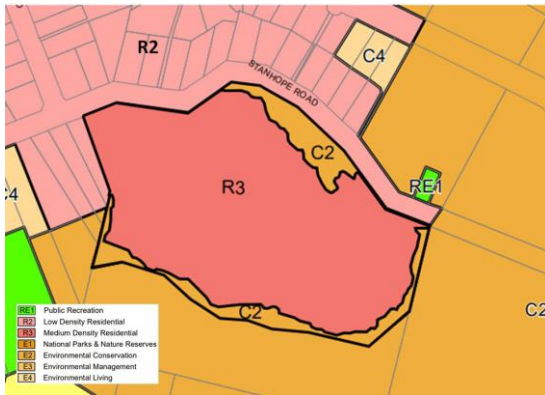 R2
C4
STANHOPE ROAD
C2
R3
RE1
C4
C2
C2
RE1 Public Recreation
R2 Low Density Residential
R3 Medium Density Residential
E1 National Parks & Nature Reserves
E2 Environmental Conservation
E3 Environmental Management
E4 Environmental Living